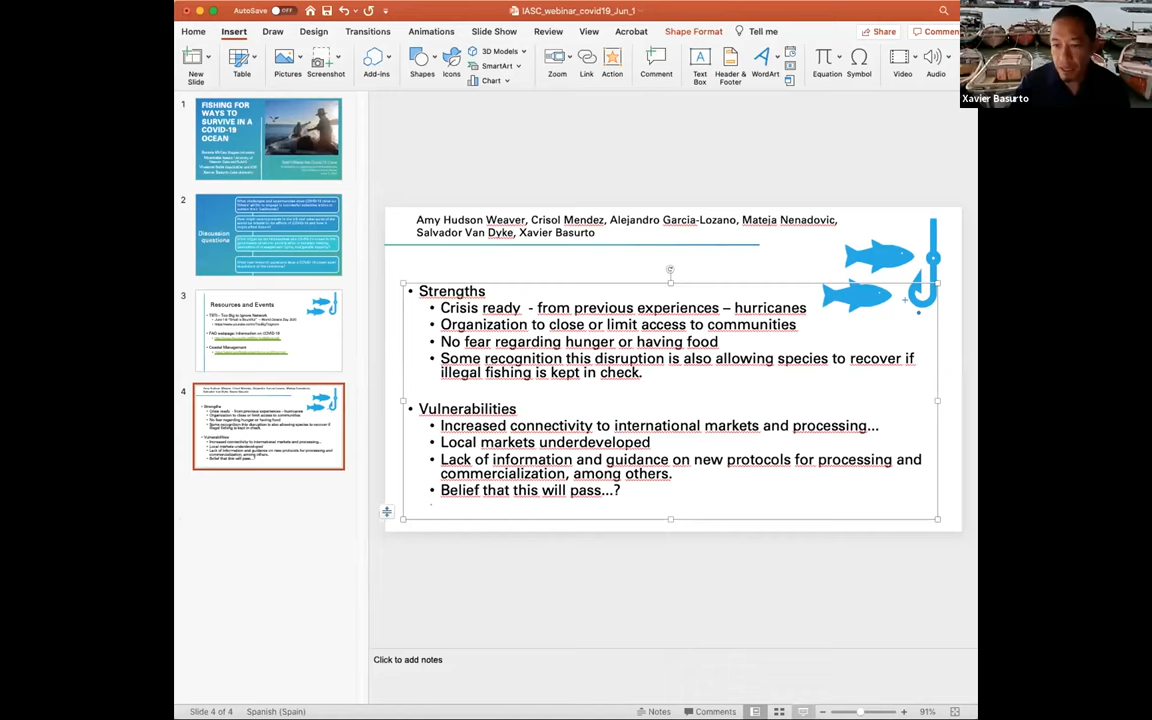 AutoSave OFF
IASC_webinar_covid19_Jun_1
Home Insert Draw Design Transitions Animations Slide Show Review View Acrobat Shape Format Tell me Share Commen
New Slide
Table
Pictures
Screenshot
Add-ins
Shapes
Icons
3D Models
SmartArt
Chart
Zoom
Link
Action
Comment
Text Box
Header & Footer
WordArt
Equation
Symbol
Video
Audio
Xavier Basurto
1
FISHING FOR
WAYS TO
SURVIVE IN A
COVID-19
OCEAN
2
Discussion
questions
3
Resources and Events
4
Amy Hudson Weaver, Crisol Mendez, Alejandro Garcia-Lozano, Mateja Nenadovic,
Salvador Van Dyke, Xavier Basurto
• Strengths
• Crisis ready - from previous experiences – hurricanes
• Organization to close or limit access to communities
• No fear regarding hunger or having food
• Some recognition this disruption is also allowing species to recover if
illegal fishing is kept in check.
• Vulnerabilities
• Increased connectivity to international markets and processing...
• Local markets underdeveloped
• Lack of information and guidance on new protocols for processing and
commercialization, among others.
• Belief that this will pass...?
Click to add notes
Slide 4 of 4 Spanish (Spain) Notes Comments 91%